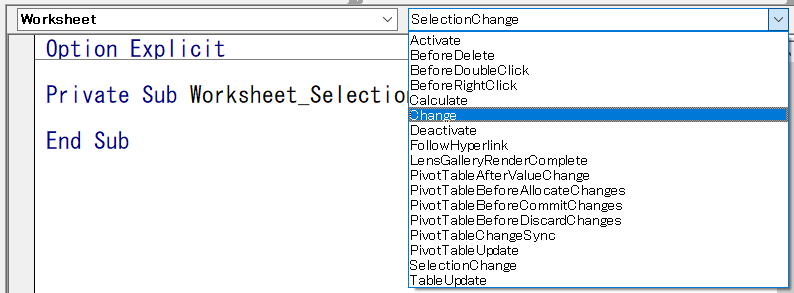 Worksheet
SelectionChange
Option Explicit
Private Sub Worksheet_Selection
End Sub
Activate
BeforeDelete
BeforeDoubleClick
BeforeRightClick
Calculate
Change
Deactivate
FollowHyperlink
LensGalleryRenderComplete
PivotTableAfterValueChange
PivotTableBeforeAllocateChanges
PivotTableBeforeCommitChanges
PivotTableBeforeDiscardChanges
PivotTableChangeSync
PivotTableUpdate
SelectionChange
TableUpdate